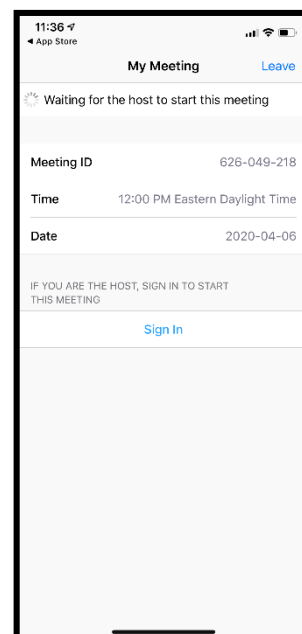 11:36
◀ App Store
My Meeting Leave
Waiting for the host to start this meeting
Meeting ID 626-049-218
Time 12:00 PM Eastern Daylight Time
Date 2020-04-06
IF YOU ARE THE HOST, SIGN IN TO START
THIS MEETING
Sign In